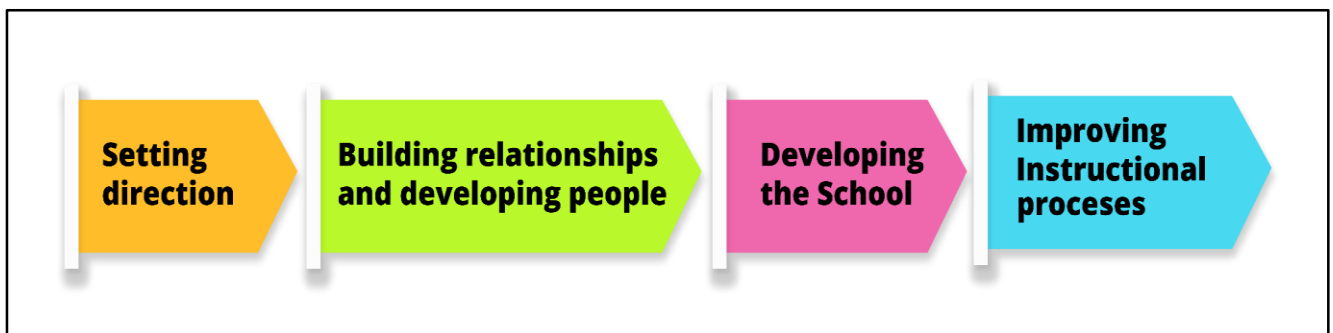 Setting
direction
Building relationships
and developing people
Developing
the School
Improving
Instructional
proceses